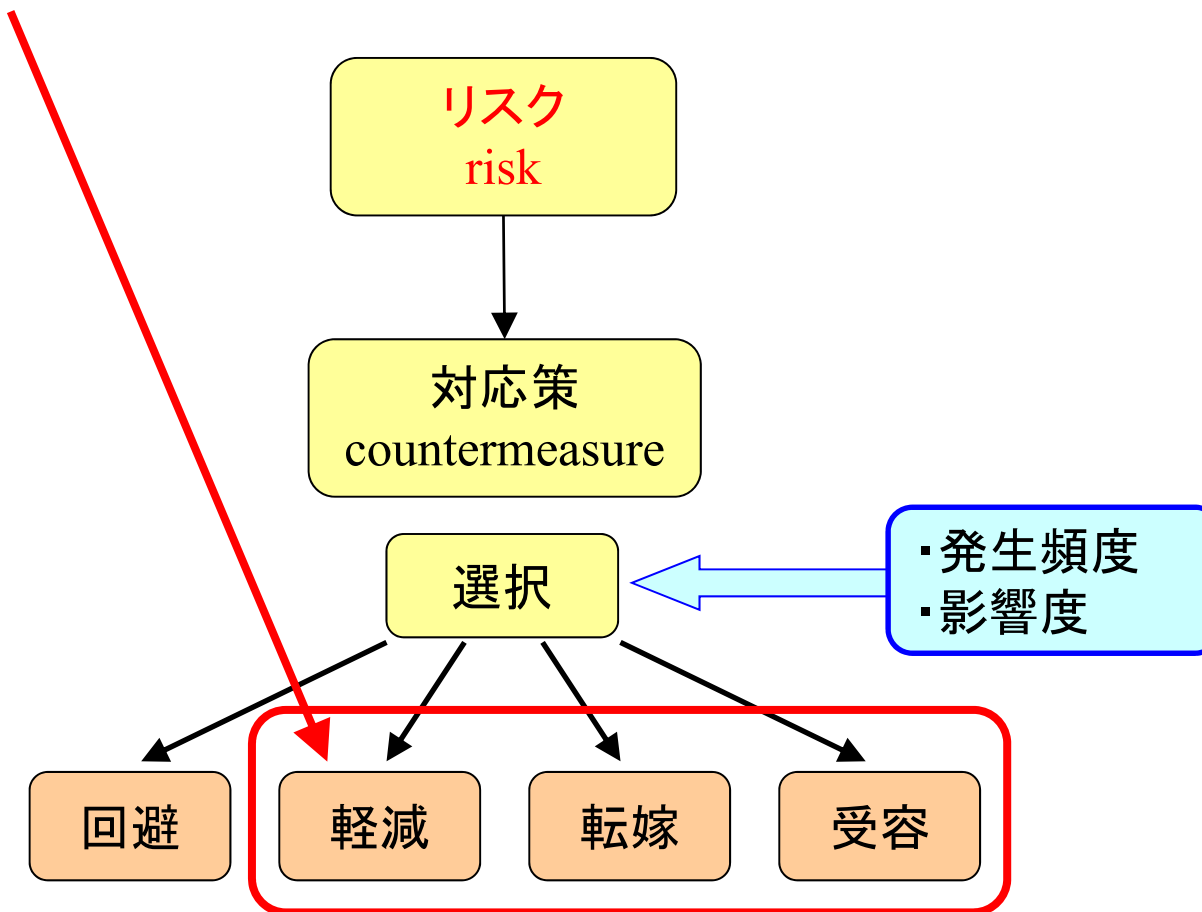 リスク
risk
対応策
countermeasure
選択
・発生頻度
・影響度
回避
軽減
転嫁
受容